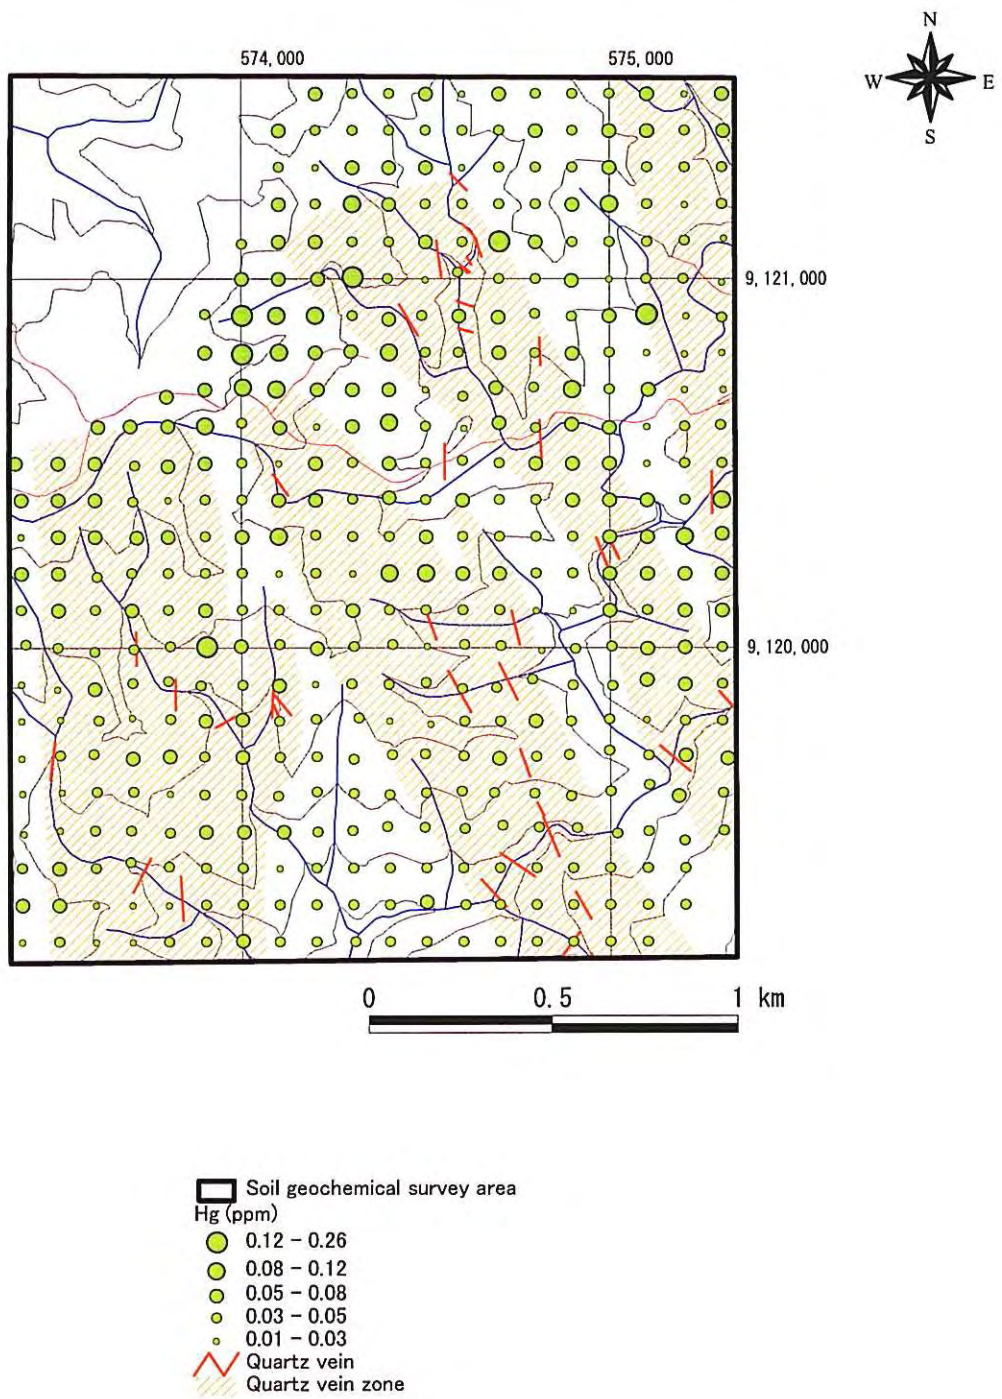 N
W E
S
574,000 575,000
9,121,000
9,120,000
0 0.5 1 km
Soil geochemical survey area
Hg (ppm)
0.12 - 0.26
0.08 - 0.12
0.05 - 0.08
0.03 - 0.05
0.01 - 0.03
Quartz vein
Quartz vein zone